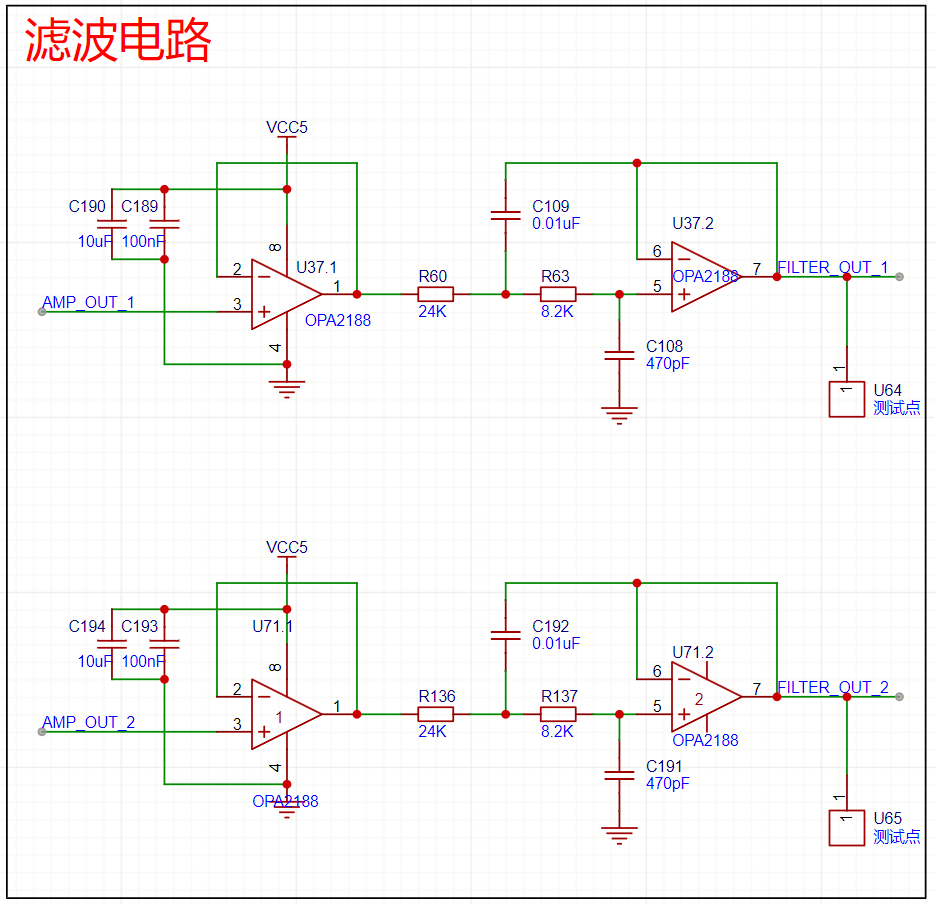 滤波电路
VCC5
C190
C189
10uF
100nF
8
2
3
1
4
U37.1
OPA2188
AMP_OUT_1
R60
24K
C109
0.01uF
R63
8.2K
U37.2
6
5
7
OPA2188
FILTER_OUT_1
C108
470pF
1
1
U64
测试点
VCC5
C194
C193
10uF
100nF
U71.1
8
2
3
1
1
4
OPA2188
AMP_OUT_2
R136
24K
C192
0.01uF
R137
8.2K
U71.2
6
5
2
7
OPA2188
FILTER_OUT_2
C191
470pF
1
1
U65
测试点